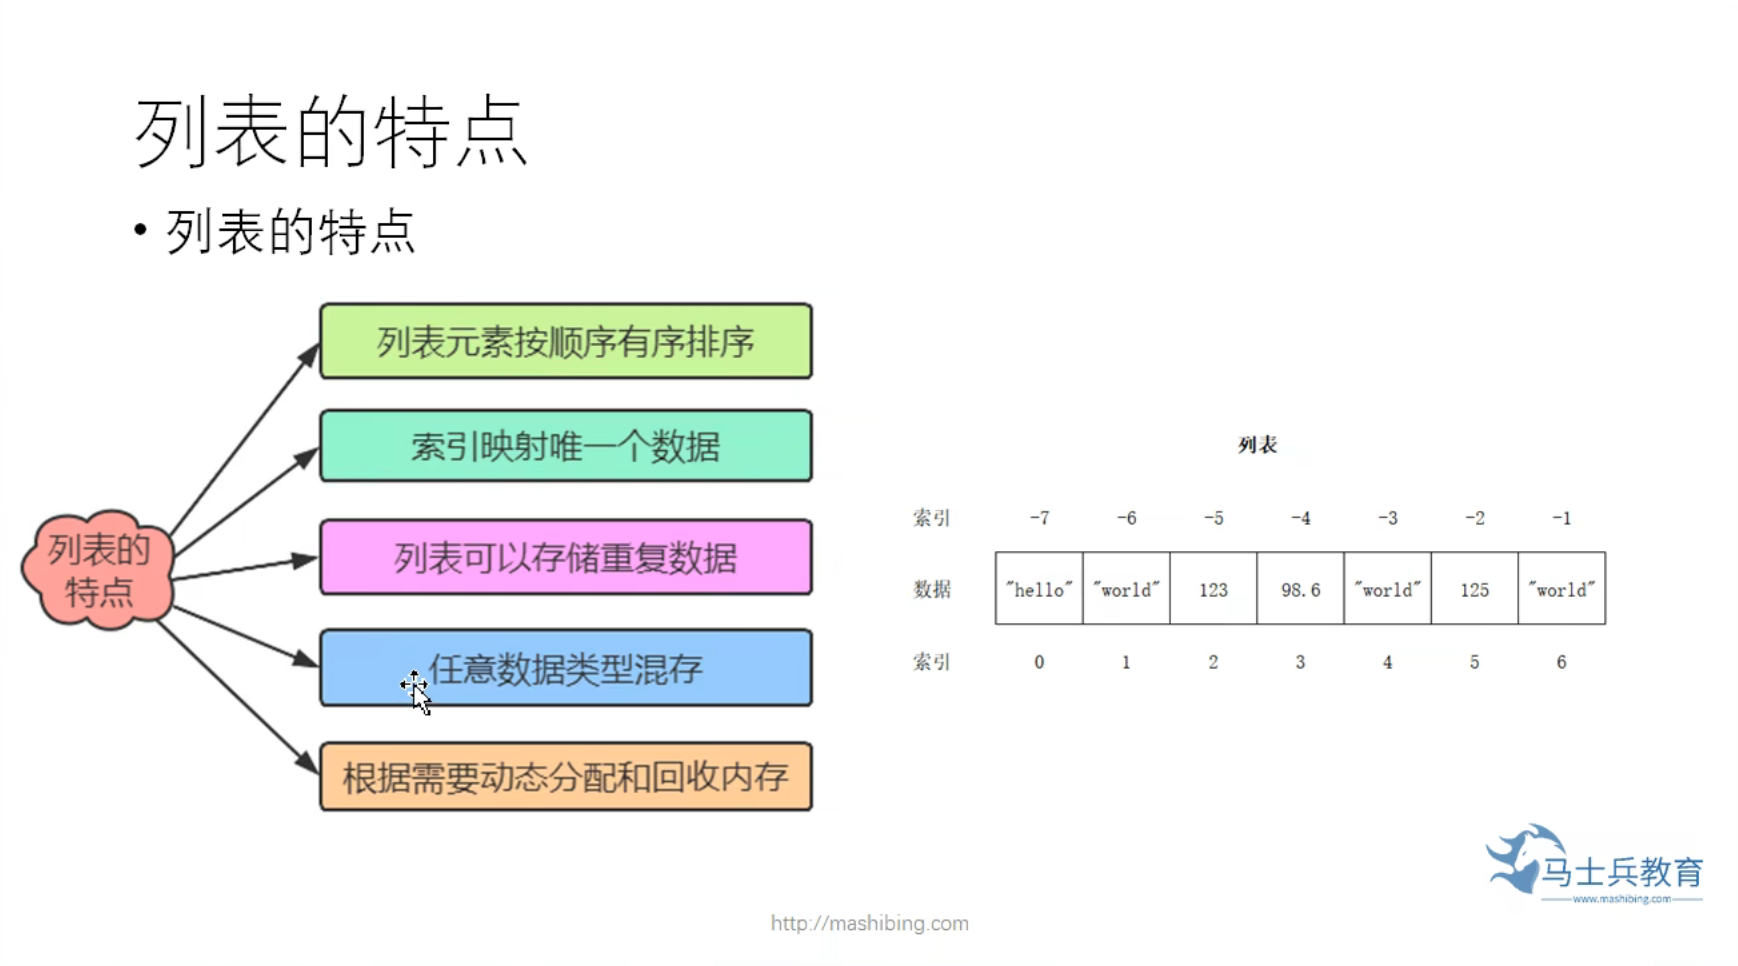 列表的特点
• 列表的特点
列表的
特点
列表元素按顺序有序排序
索引映射唯一个数据
列表可以存储重复数据
任意数据类型混存
根据需要动态分配和回收内存
列表
索引 -7 -6 -5 -4 -3 -2 -1
数据 "hello" "world" 123 98.6 "world" 125 "world"
索引 0 1 2 3 4 5 6
马士兵教育
www.mashibing.com
http://mashibing.com